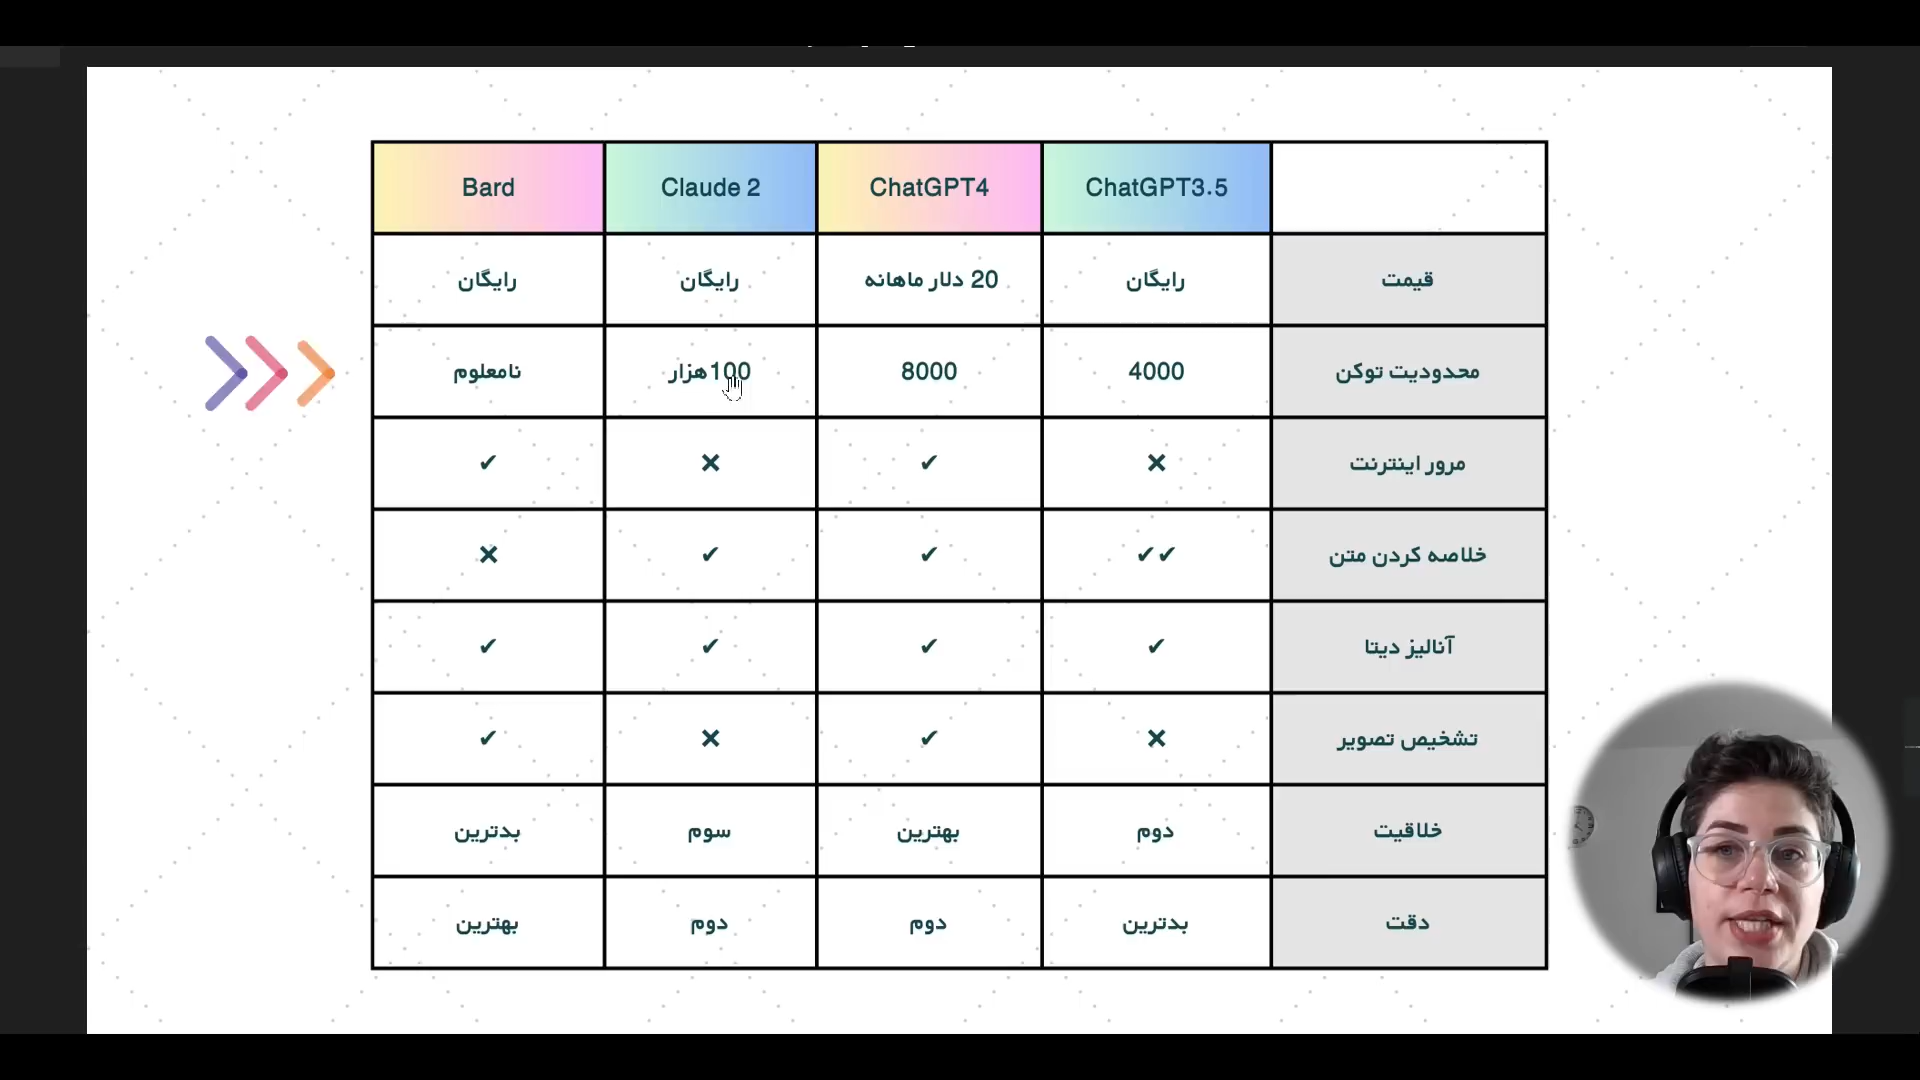 ChatGPT3.5 ChatGPT4 Claude 2 Bard
قیمت رایگان 20 دلار ماهانه رایگان رایگان
محدودیت توکن 4000 8000 100هزار نامعلوم
مرور اینترنت ✖ ✔ ✖ ✔
خلاصه کردن متن ✔✔ ✔ ✔ ✖
آنالیز دیتا ✔ ✔ ✔ ✔
تشخیص تصویر ✖ ✔ ✖ ✔
خلاقیت دوم بهترین سوم بدترین
دقت بدترین دوم دوم بهترین